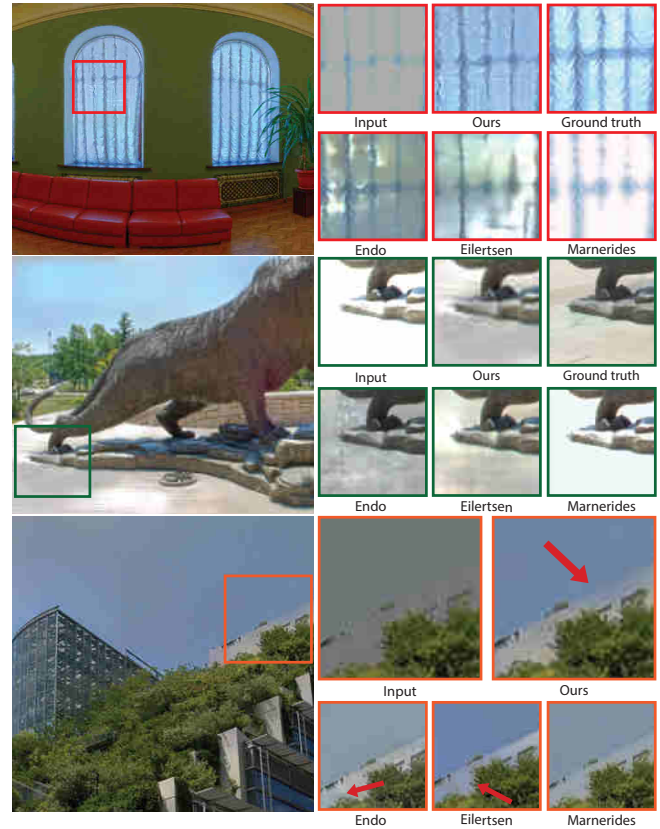 Input Ours Ground truth
Endo Eilertsen Marnerides
Input Ours Ground truth
Endo Eilertsen Marnerides
Input Ours
Endo Eilertsen Marnerides